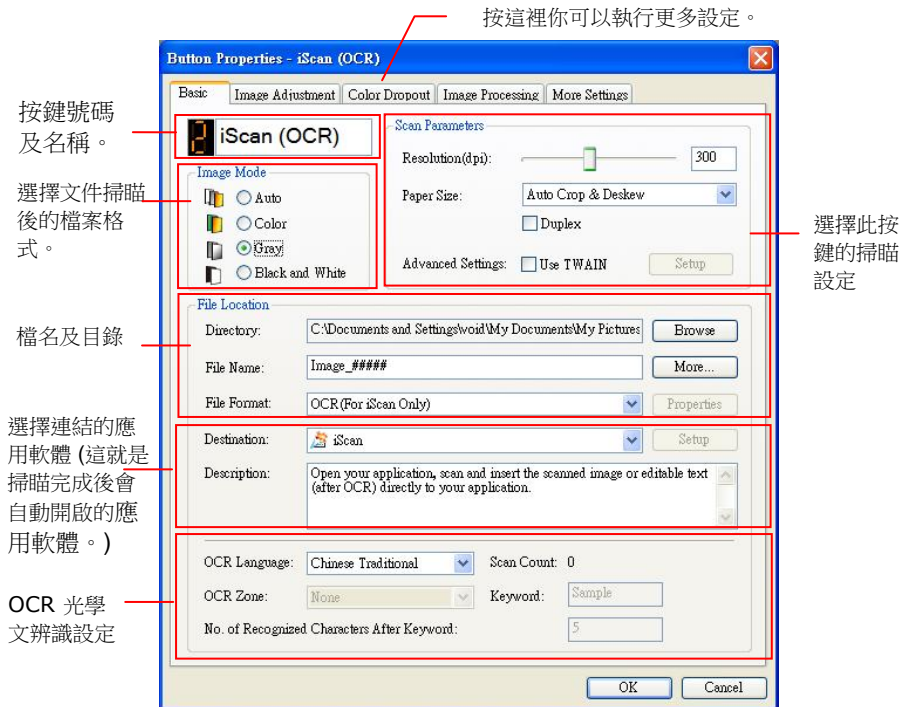 按這裡你可以執行更多設定。
Button Properties - iScan (OCR)
Basic
Image Adjustment
Color Dropout
Image Processing
More Settings
按鍵號碼
及名稱。
2
iScan (OCR)
Scan Parameters
Resolution(dpi):
300
Paper Size:
Auto Crop & Deskew
Duplex
Advanced Settings:
Use TWAIN
Setup
選擇此按
鍵的掃瞄
設定
選擇文件掃瞄
後的檔案格
式。
Image Mode
Auto
Color
Gray
Black and White
檔名及目錄
File Location
Directory:
C:\Documents and Settings\void\My Documents\My Pictures
Browse
File Name:
Image_#####
More...
File Format:
OCR(For iScan Only)
Properties
選擇連結的應
用軟體 (這就是
掃瞄完成後會
自動開啟的應
用軟體。)
Destination:
iScan
Setup
Description:
Open your application, scan and insert the scanned image or editable text
(after OCR) directly to your application.
OCR 光學
文辨識設定
OCR Language:
Chinese Traditional
Scan Count: 0
OCR Zone:
None
Keyword:
Sample
No. of Recognized Characters After Keyword:
5
OK
Cancel